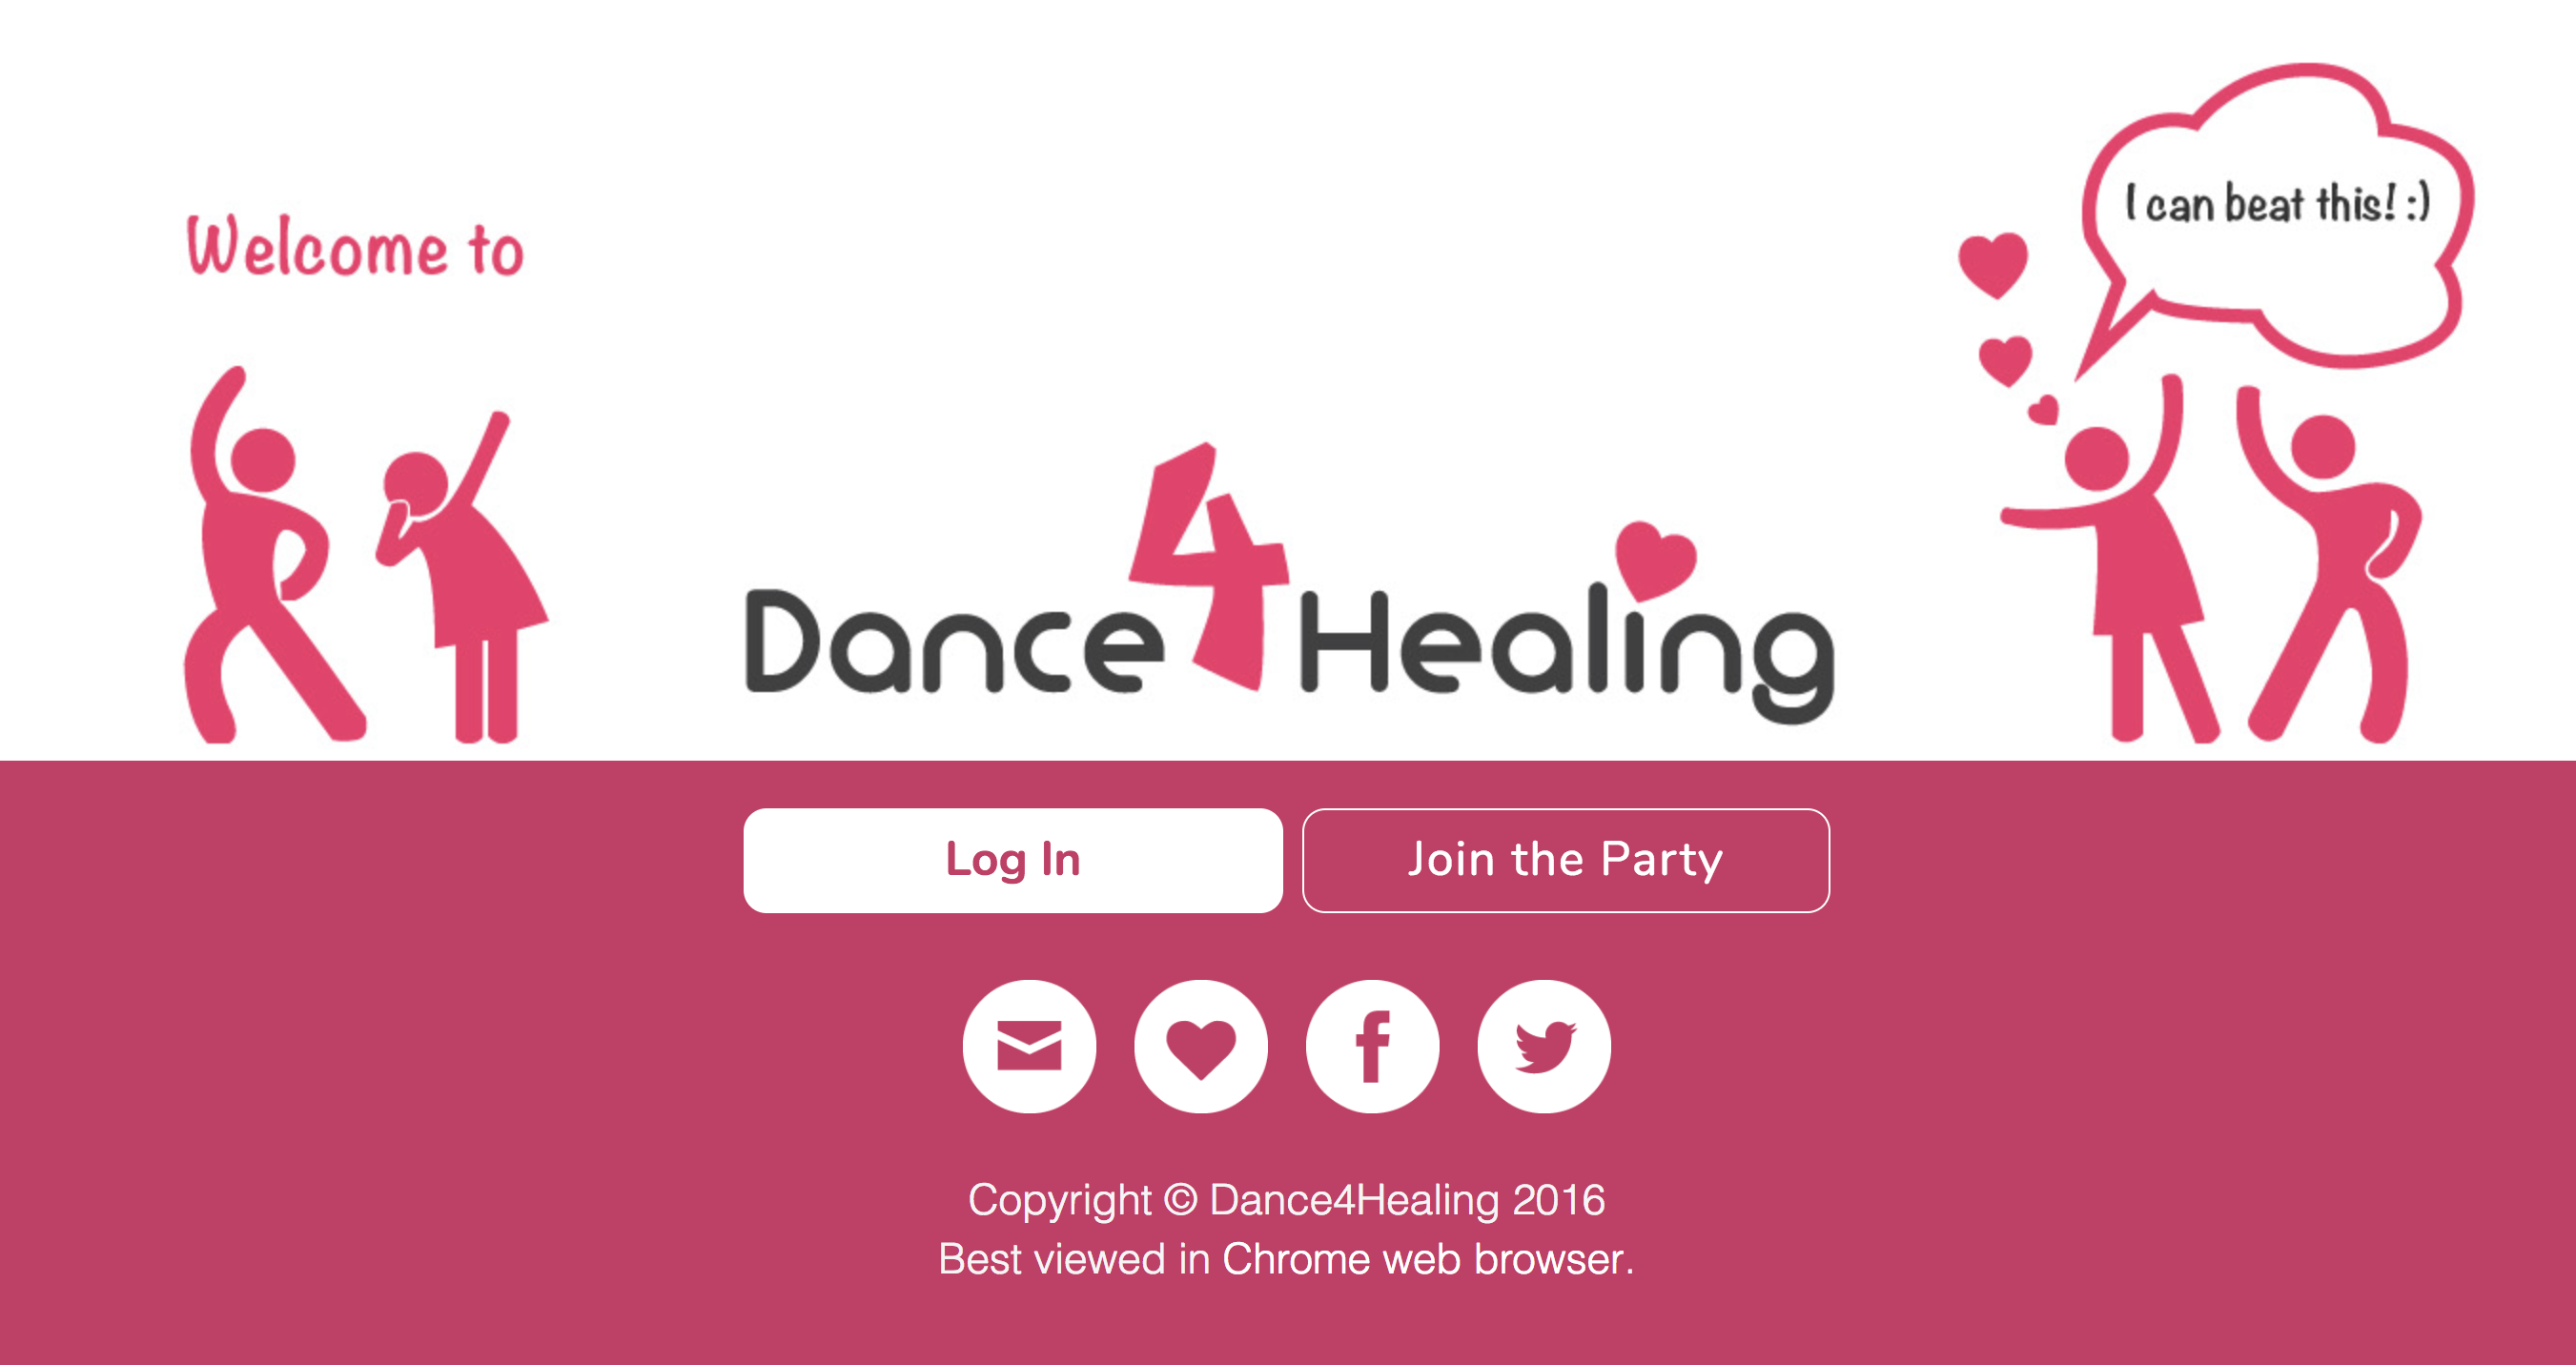 I can beat this! :)
Welcome to
Dance4Healing
Log In
Join the Party
Copyright © Dance4Healing 2016
Best viewed in Chrome web browser.